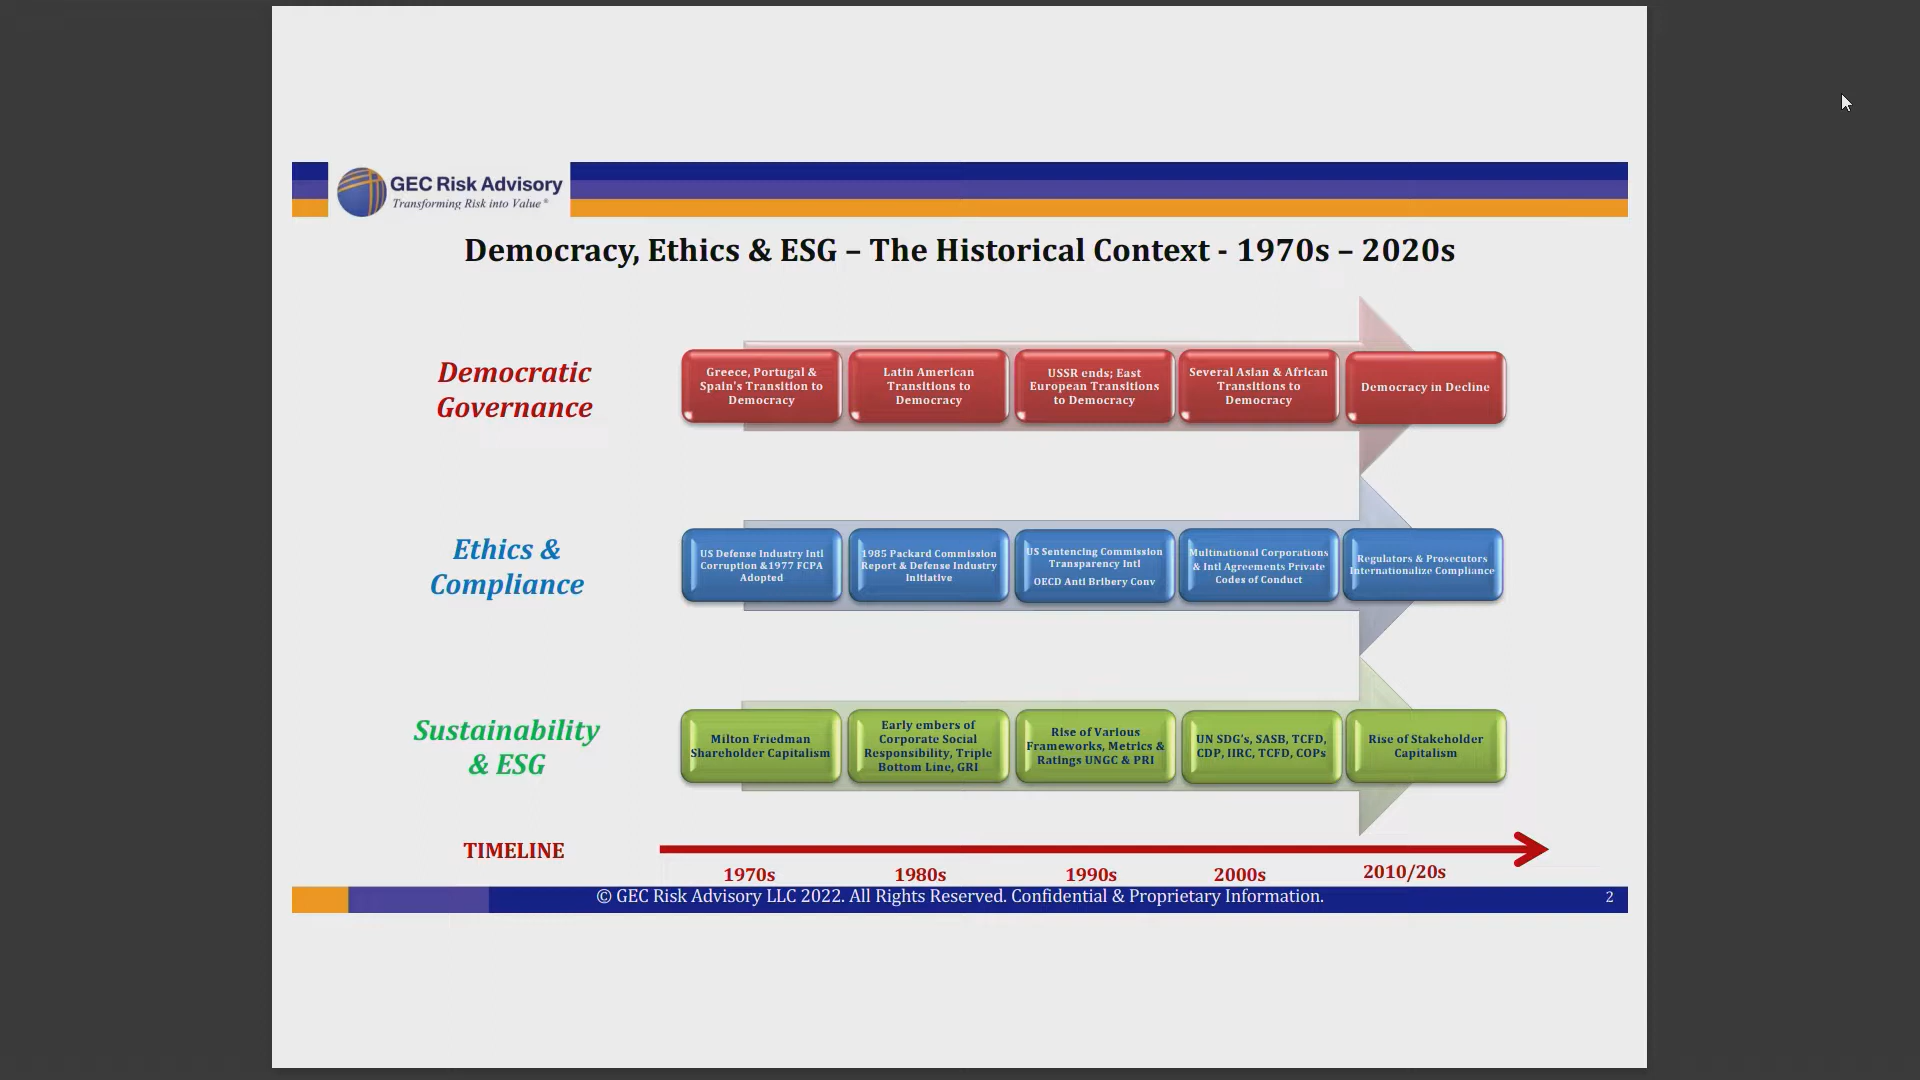 GEC Risk Advisory
Transforming Risk into Value ®
Democracy, Ethics & ESG – The Historical Context - 1970s – 2020s
Democratic
Governance
Greece, Portugal &
Spain's Transition to
Democracy
Latin American
Transitions to
Democracy
USSR ends; East
European Transitions
to Democracy
Several Asian & African
Transitions to
Democracy
Democracy in Decline
Ethics &
Compliance
US Defense Industry Intl
Corruption &1977 FCPA
Adopted
1985 Packard Commission
Report & Defense Industry
Initiative
US Sentencing Commission
Transparency Intl
OECD Anti Bribery Conv
Multinational Corporations
& Intl Agreements Private
Codes of Conduct
Regulators & Prosecutors
Internationalize Compliance
Sustainability
& ESG
Milton Friedman
Shareholder Capitalism
Early embers of
Corporate Social
Responsibility, Triple
Bottom Line, GRI
Rise of Various
Frameworks, Metrics &
Ratings UNGC & PRI
UN SDG's, SASB, TCFD,
CDP, IIRC, TCFD, COPs
Rise of Stakeholder
Capitalism
TIMELINE
1970s
1980s
1990s
2000s
2010/20s
© GEC Risk Advisory LLC 2022. All Rights Reserved. Confidential & Proprietary Information.
2